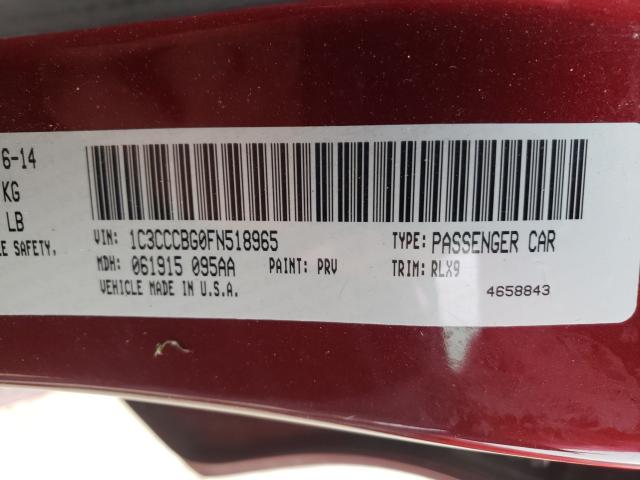 6-14
KG
LB
LE SAFETY,
VIN: 1C3CCCBG0FN518965 TYPE: PASSENGER CAR
MDH: 061915 095AA PAINT: PRV TRIM: RLX9
VEHICLE MADE IN U.S.A. 4658843